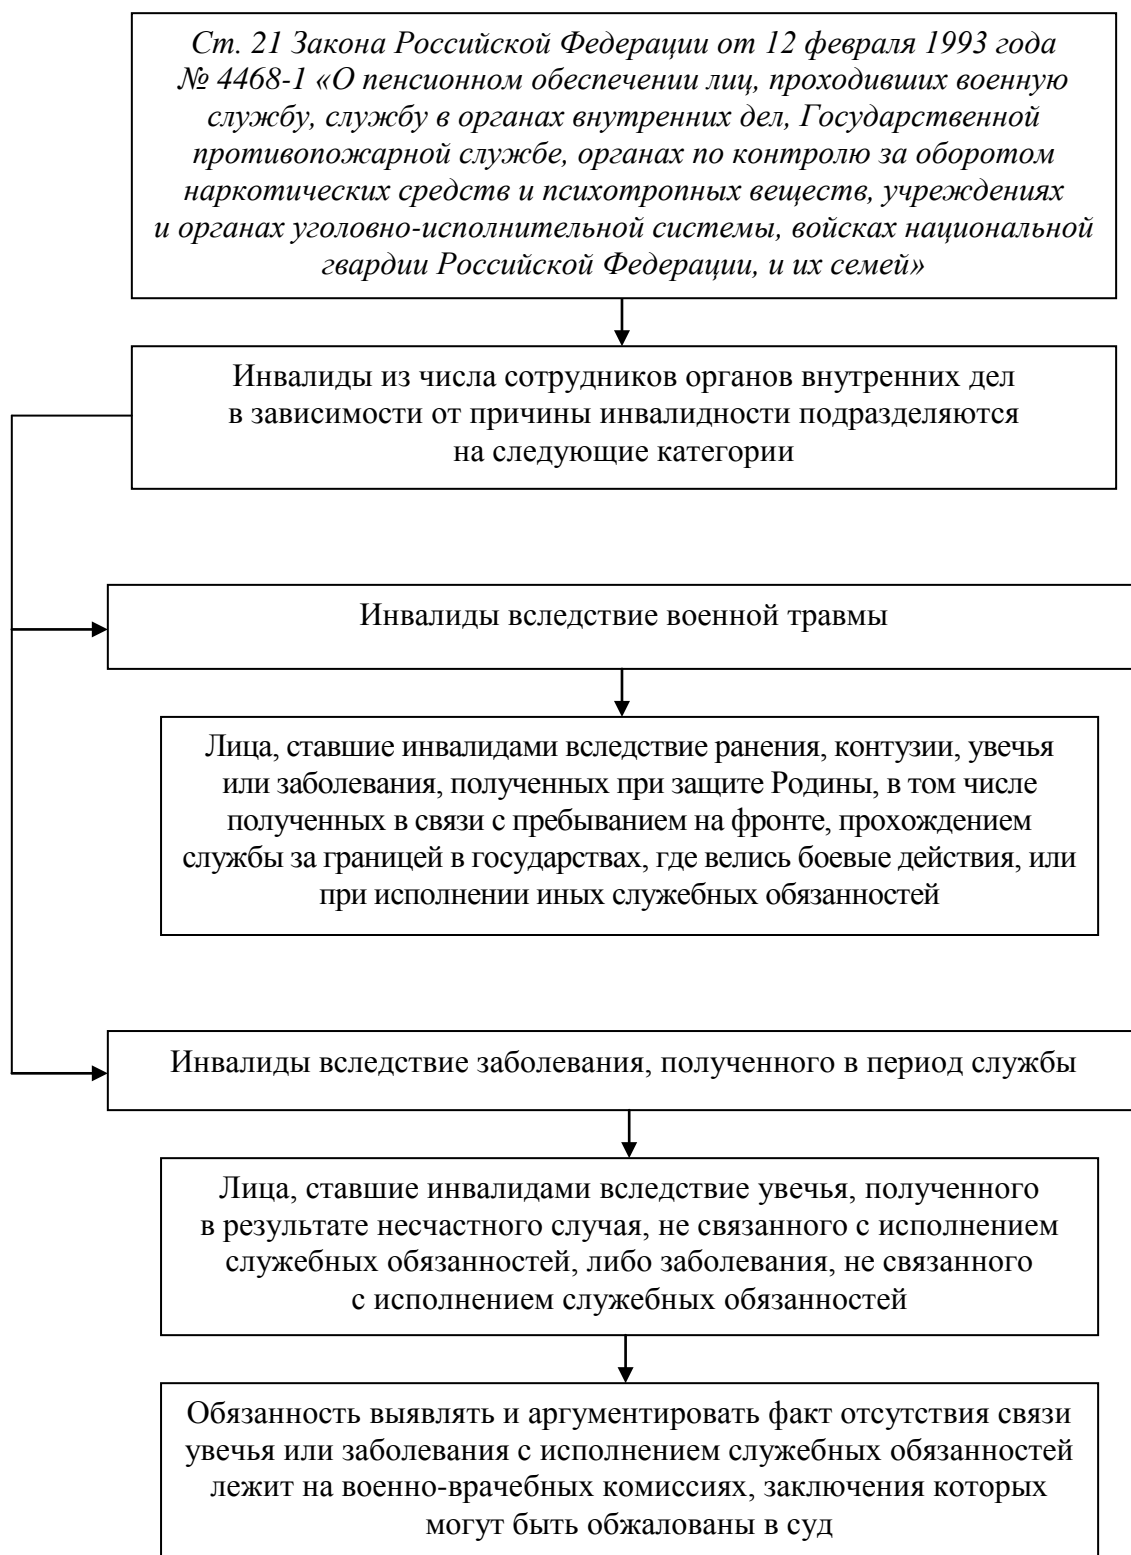 Ст. 21 Закона Российской Федерации от 12 февраля 1993 года
№ 4468-1 «О пенсионном обеспечении лиц, проходивших военную
службу, службу в органах внутренних дел, Государственной
противопожарной службе, органах по контролю за оборотом
наркотических средств и психотропных веществ, учреждениях
и органах уголовно-исполнительной системы, войсках национальной
гвардии Российской Федерации, и их семей»
Инвалиды из числа сотрудников органов внутренних дел
в зависимости от причины инвалидности подразделяются
на следующие категории
Инвалиды вследствие военной травмы
Лица, ставшие инвалидами вследствие ранения, контузии, увечья
или заболевания, полученных при защите Родины, в том числе
полученных в связи с пребыванием на фронте, прохождением
службы за границей в государствах, где велись боевые действия, или
при исполнении иных служебных обязанностей
Инвалиды вследствие заболевания, полученного в период службы
Лица, ставшие инвалидами вследствие увечья, полученного
в результате несчастного случая, не связанного с исполнением
служебных обязанностей, либо заболевания, не связанного
с исполнением служебных обязанностей
Обязанность выявлять и аргументировать факт отсутствия связи
увечья или заболевания с исполнением служебных обязанностей
лежит на военно-врачебных комиссиях, заключения которых
могут быть обжалованы в суд